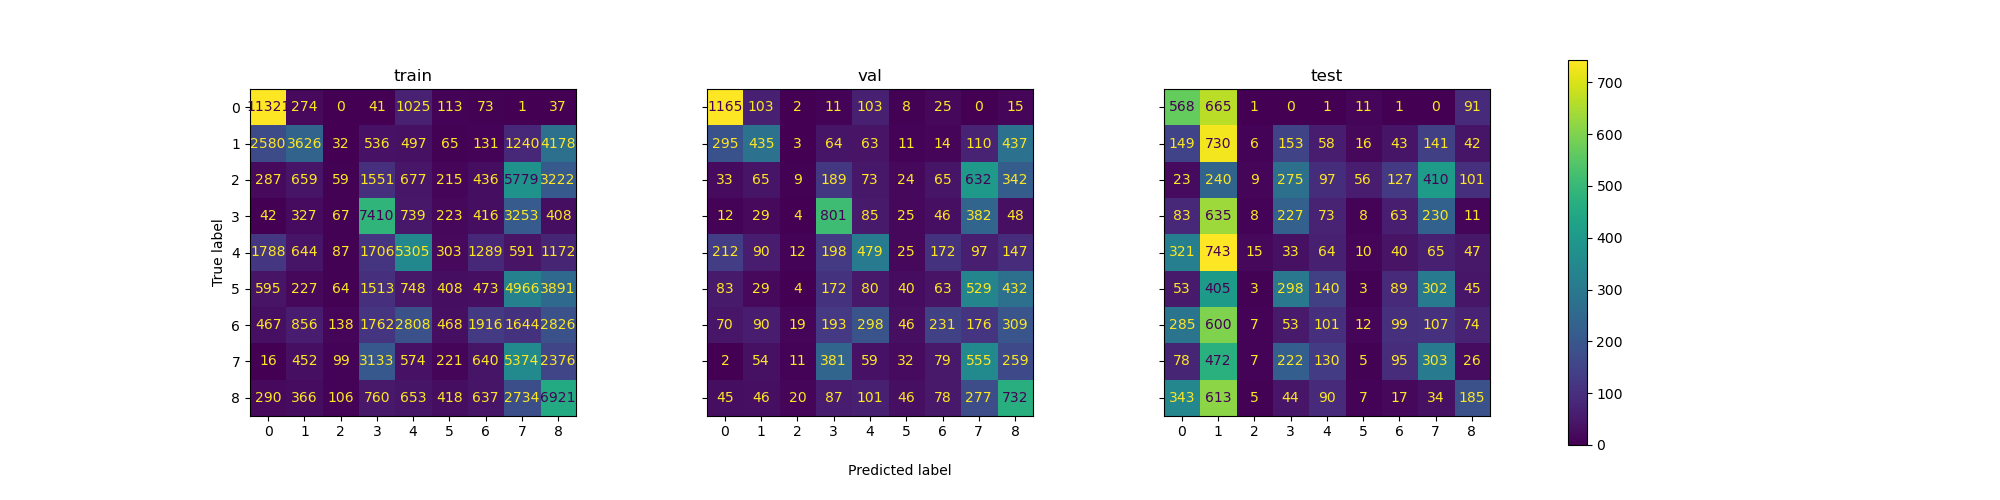 train
val
test
True label
0 11321 274 0 41 1025 113 73 1 37
1 2580 3626 32 536 497 65 131 1240 4178
2 287 659 59 1551 677 215 436 5779 3222
3 42 327 67 7410 739 223 416 3253 408
4 1788 644 87 1706 5305 303 1289 591 1172
5 595 227 64 1513 748 408 473 4966 3891
6 467 856 138 1762 2808 468 1916 1644 2826
7 16 452 99 3133 574 221 640 5374 2376
8 290 366 106 760 653 418 637 2734 6921
0 1 2 3 4 5 6 7 8
1165 103 2 11 103 8 25 0 15
295 435 3 64 63 11 14 110 437
33 65 9 189 73 24 65 632 342
12 29 4 801 85 25 46 382 48
212 90 12 198 479 25 172 97 147
83 29 4 172 80 40 63 529 432
70 90 19 193 298 46 231 176 309
2 54 11 381 59 32 79 555 259
45 46 20 87 101 46 78 277 732
0 1 2 3 4 5 6 7 8
568 665 1 0 1 11 1 0 91
149 730 6 153 58 16 43 141 42
23 240 9 275 97 56 127 410 101
83 635 8 227 73 8 63 230 11
321 743 15 33 64 10 40 65 47
53 405 3 298 140 3 89 302 45
285 600 7 53 101 12 99 107 74
78 472 7 222 130 5 95 303 26
343 613 5 44 90 7 17 34 185
0 1 2 3 4 5 6 7 8
Predicted label
700
600
500
400
300
200
100
0